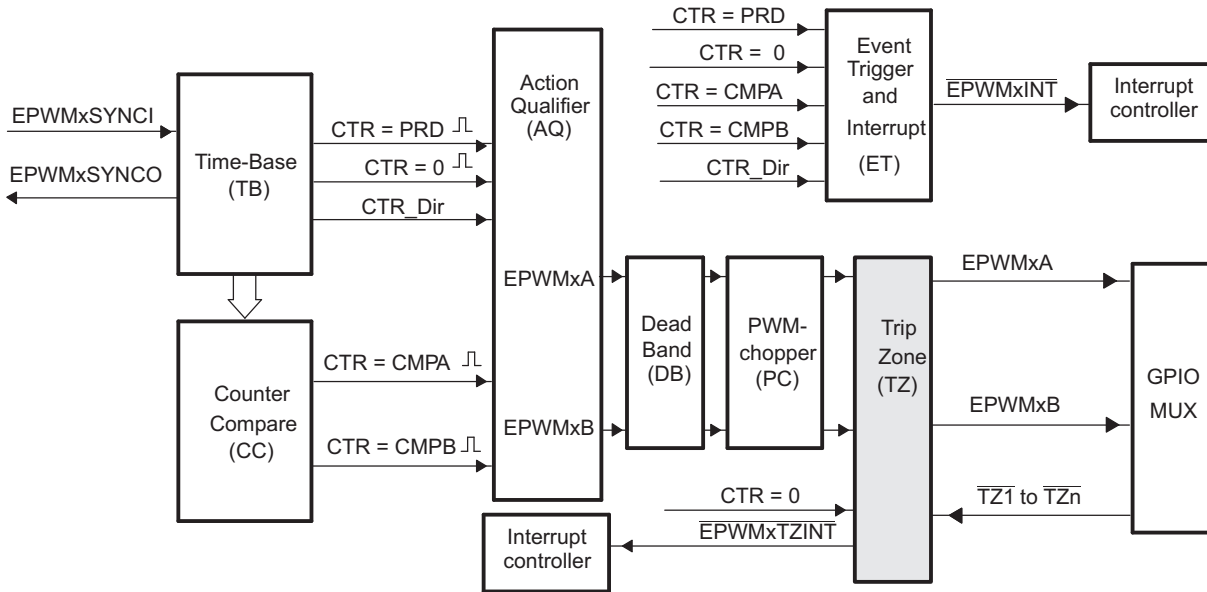 EPWMxSYNCI
EPWMxSYNCO
Time-Base
(TB)
CTR = PRD
CTR = 0
CTR_Dir
Counter
Compare
(CC)
CTR = CMPA
CTR = CMPB
Action
Qualifier
(AQ)
EPWMxA
EPWMxB
CTR = PRD
CTR = 0
CTR = CMPA
CTR = CMPB
CTR_Dir
Event
Trigger
and
Interrupt
(ET)
EPWMxINT
Interrupt
controller
Dead
Band
(DB)
PWM-
chopper
(PC)
Trip
Zone
(TZ)
EPWMxA
EPWMxB
TZ1 to TZn
GPIO
MUX
CTR = 0
EPWMxTZINT
Interrupt
controller